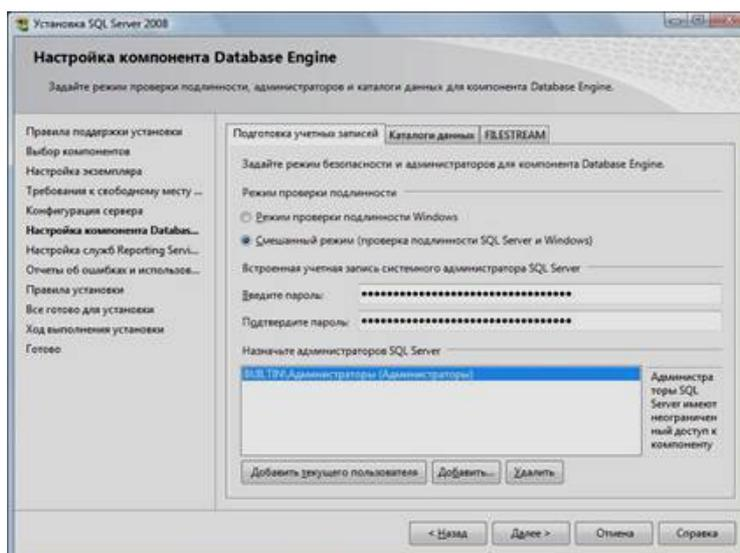 Установка SQL Server 2008
Настройка компонента Database Engine
Задайте режим проверки подлинности, администраторов и каталоги данных для компонента Database Engine.
Правила поддержки установки
Выбор компонентов
Настройка экземпляра
Требования к свободному месту ...
Конфигурация сервера
Настройка компонента Databas...
Настройка служб Reporting Servi...
Отчеты об ошибках и использов...
Правила установки
Все готово для установки
Ход выполнения установки
Готово
Подготовка учетных записей
Каталоги данных
FILESTREAM
Задайте режим безопасности и администраторов для компонента Database Engine.
Режим проверки подлинности
Режим проверки подлинности Windows
Смешанный режим (проверка подлинности SQL Server и Windows)
Встроенная учетная запись системного администратора SQL Server
Введите пароль:
Подтвердите пароль:
Назначьте администраторов SQL Server
BUILTIN\Администраторы (Администраторы)
Администра
торы SQL
Server имеют
неограничен
ный доступ к
компоненту
Добавить текущего пользователя
Добавить...
Удалить
< Назад
Далее >
Отмена
Справка